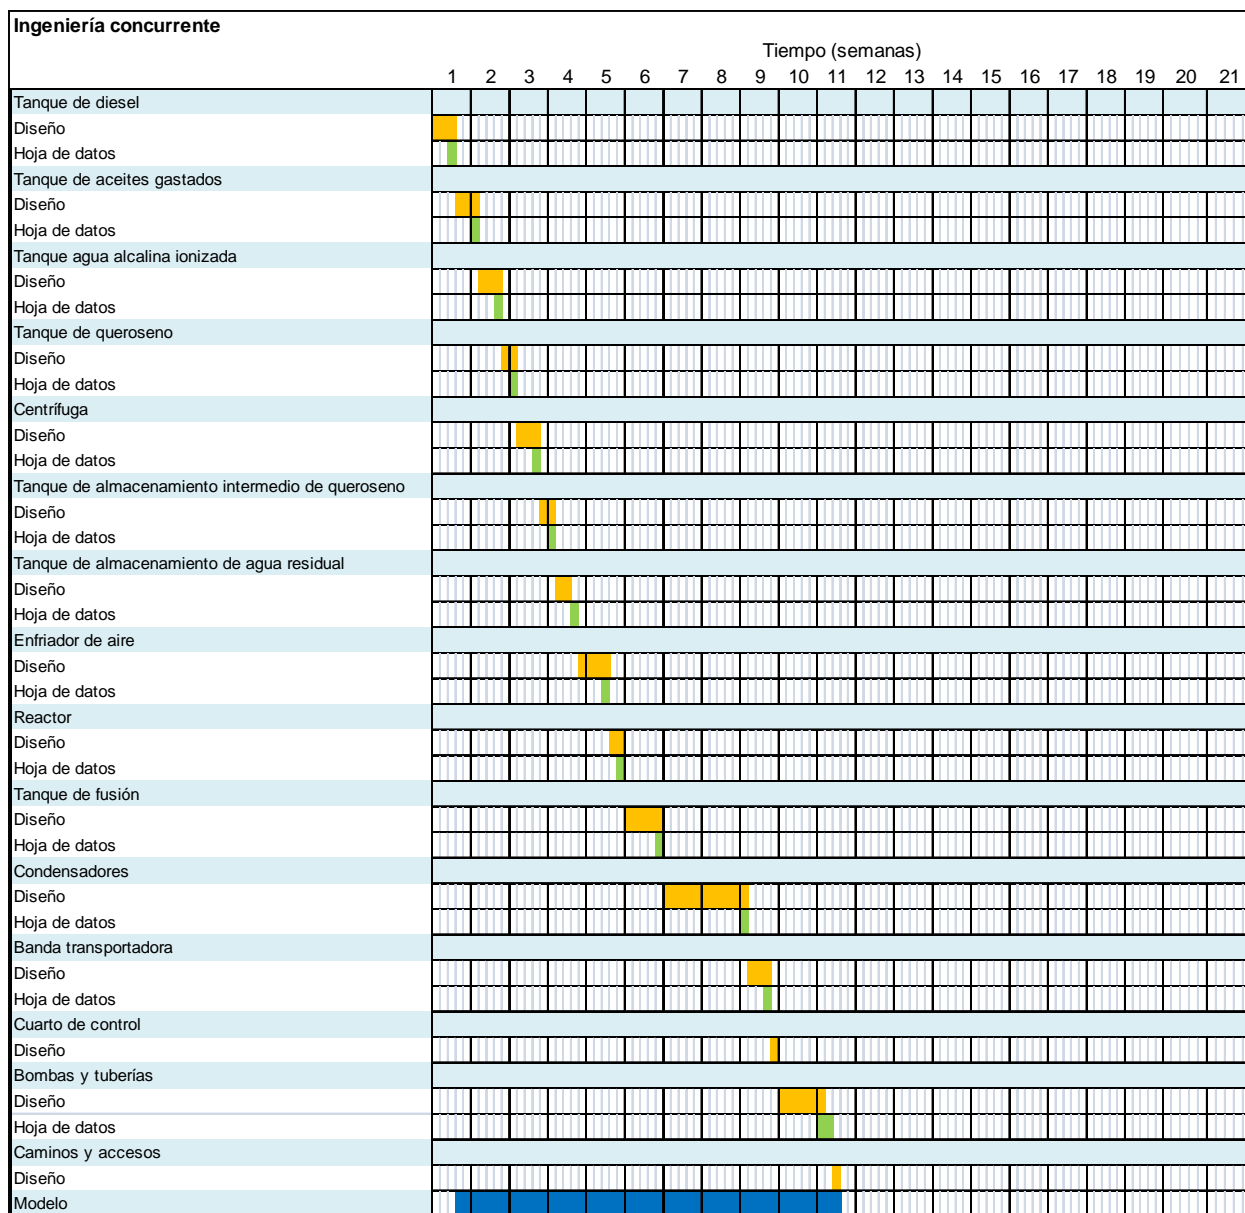 Ingeniería concurrente
Tiempo (semanas)
1 2 3 4 5 6 7 8 9 10 11 12 13 14 15 16 17 18 19 20 21
Tanque de diesel
Diseño
Hoja de datos
Tanque de aceites gastados
Diseño
Hoja de datos
Tanque agua alcalina ionizada
Diseño
Hoja de datos
Tanque de queroseno
Diseño
Hoja de datos
Centrífuga
Diseño
Hoja de datos
Tanque de almacenamiento intermedio de queroseno
Diseño
Hoja de datos
Tanque de almacenamiento de agua residual
Diseño
Hoja de datos
Enfriador de aire
Diseño
Hoja de datos
Reactor
Diseño
Hoja de datos
Tanque de fusión
Diseño
Hoja de datos
Condensadores
Diseño
Hoja de datos
Banda transportadora
Diseño
Hoja de datos
Cuarto de control
Diseño
Bombas y tuberías
Diseño
Hoja de datos
Caminos y accesos
Diseño
Modelo